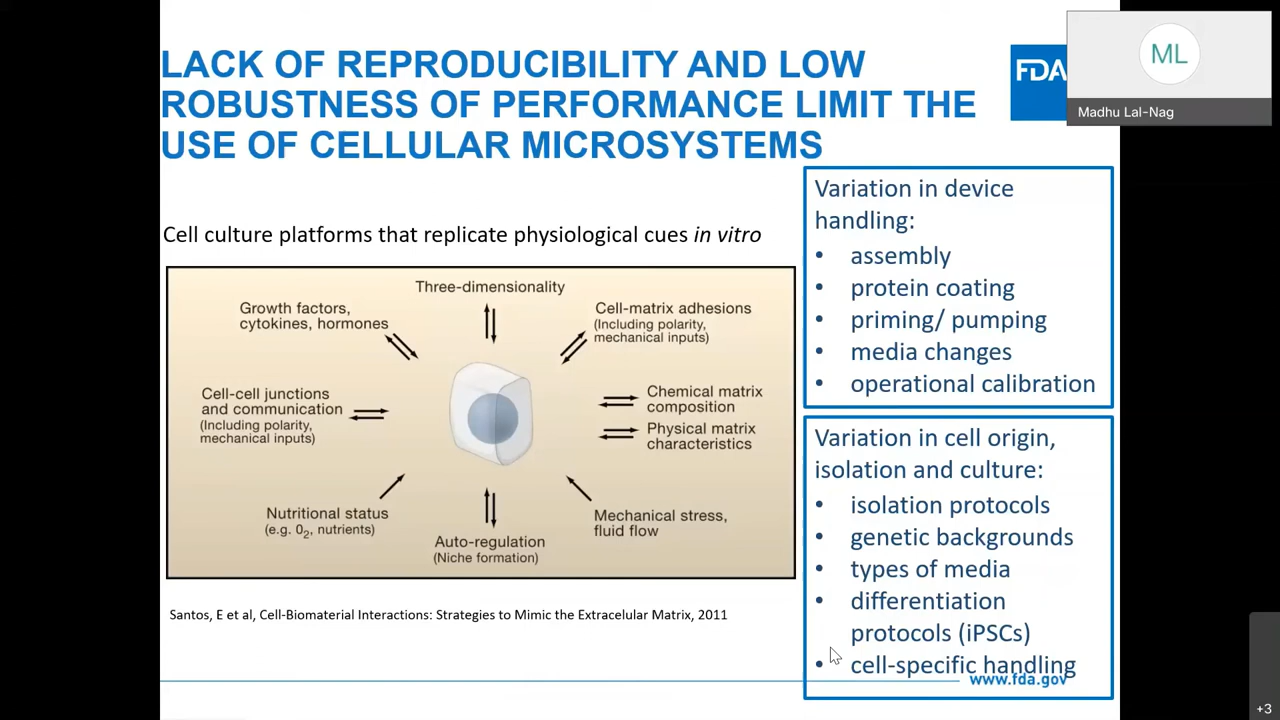 LACK OF REPRODUCIBILITY AND LOW
ROBUSTNESS OF PERFORMANCE LIMIT THE
USE OF CELLULAR MICROSYSTEMS
FDA
ML
Madhu Lal-Nag
Cell culture platforms that replicate physiological cues in vitro
Three-dimensionality
Growth factors,
cytokines, hormones
Cell-matrix adhesions
(Including polarity,
mechanical inputs)
Cell-cell junctions
and communication
(Including polarity,
mechanical inputs)
Chemical matrix
composition
Physical matrix
characteristics
Nutritional status
(e.g. O2, nutrients)
Auto-regulation
(Niche formation)
Mechanical stress,
fluid flow
Santos, E et al, Cell-Biomaterial Interactions: Strategies to Mimic the Extracelular Matrix, 2011
Variation in device
handling:
• assembly
• protein coating
• priming/ pumping
• media changes
• operational calibration
Variation in cell origin,
isolation and culture:
• isolation protocols
• genetic backgrounds
• types of media
• differentiation
protocols (iPSCs)
• cell-specific handling
www.fda.gov
+3